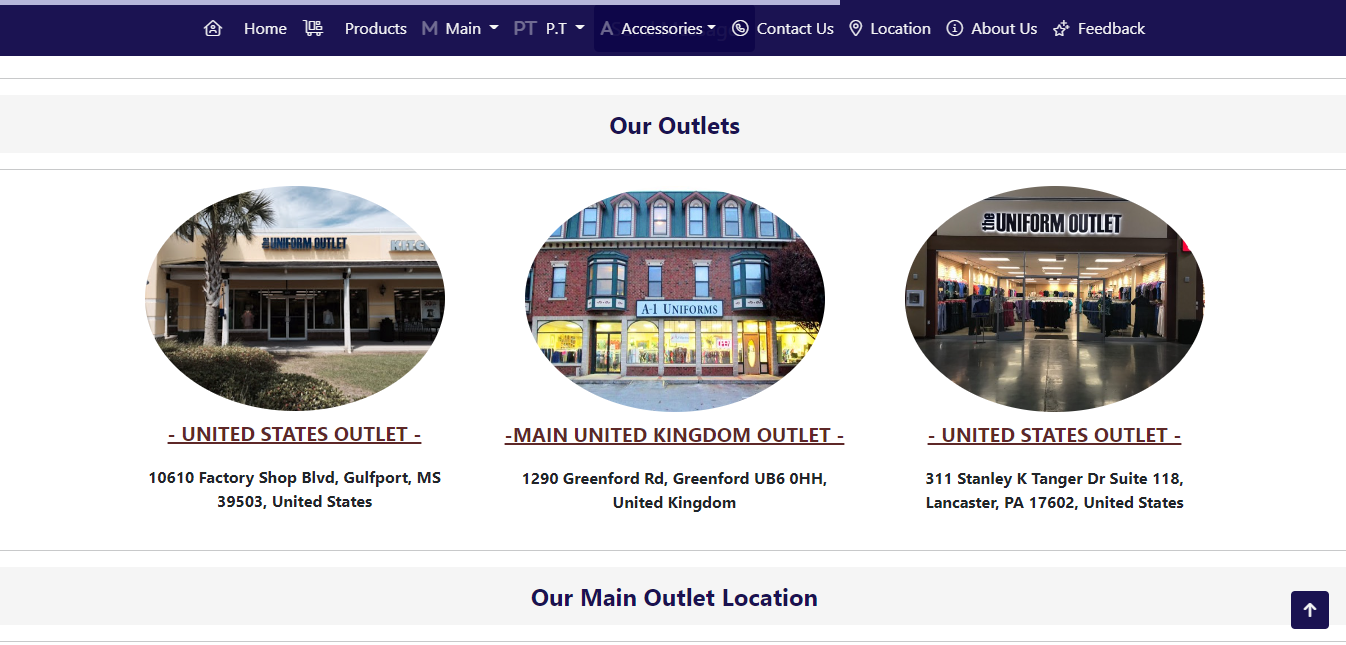 Home Products M Main PT P.T A Accessories Contact Us Location About Us Feedback
Our Outlets
the UNIFORM OUTLET
KITC
A-1 UNIFORMS
the UNIFORM OUTLET
- UNITED STATES OUTLET -
10610 Factory Shop Blvd, Gulfport, MS
39503, United States
-MAIN UNITED KINGDOM OUTLET -
1290 Greenford Rd, Greenford UB6 0HH,
United Kingdom
- UNITED STATES OUTLET -
311 Stanley K Tanger Dr Suite 118,
Lancaster, PA 17602, United States
Our Main Outlet Location